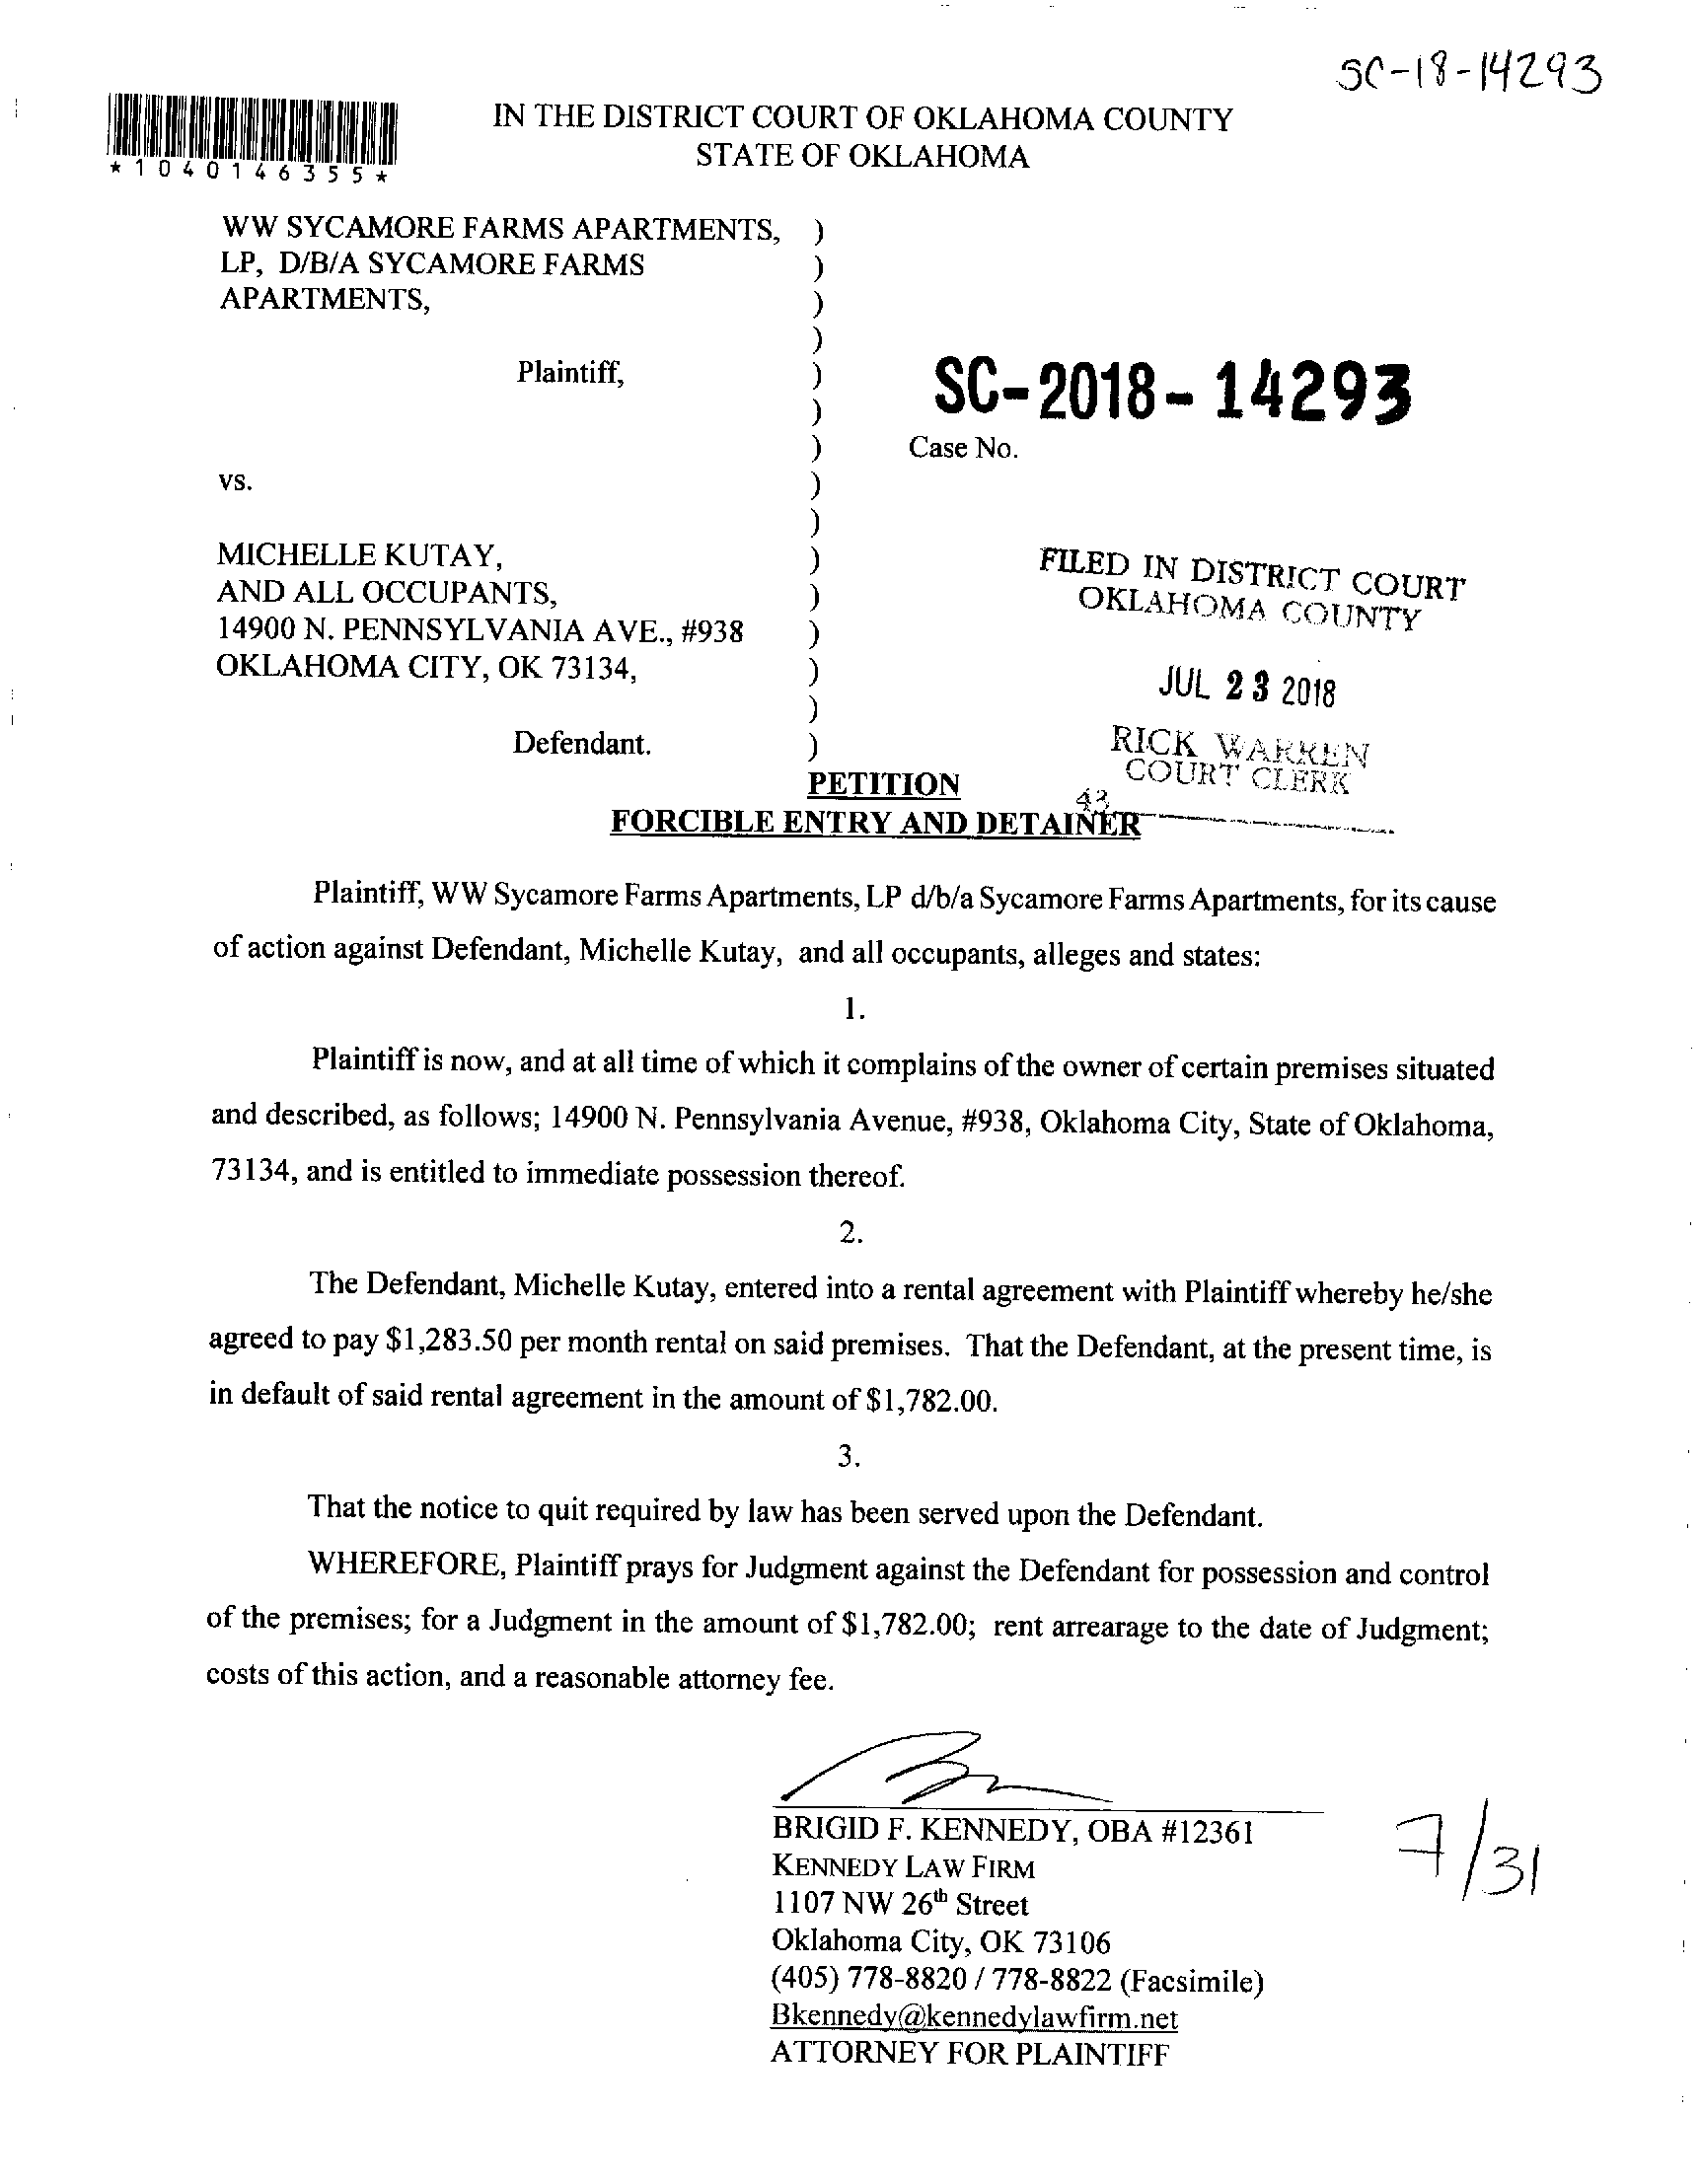 SC-18-14293
IN THE DISTRICT COURT OF OKLAHOMA COUNTY
STATE OF OKLAHOMA
*1040146355*
WW SYCAMORE FARMS APARTMENTS, )
LP, D/B/A SYCAMORE FARMS )
APARTMENTS, )
)
Plaintiff, )
SC-2018-14293
)
) Case No.
vs. )
)
MICHELLE KUTAY, )
AND ALL OCCUPANTS, )
14900 N. PENNSYLVANIA AVE., #938 )
OKLAHOMA CITY, OK 73134, )
)
Defendant. )
FILED IN DISTRICT COURT
OKLAHOMA COUNTY
JUL 23 2018
RICK WARREN
COURT CLERK
43
PETITION
FORCIBLE ENTRY AND DETAINER
Plaintiff, WW Sycamore Farms Apartments, LP d/b/a Sycamore Farms Apartments, for its cause
of action against Defendant, Michelle Kutay, and all occupants, alleges and states:
1.
Plaintiff is now, and at all time of which it complains of the owner of certain premises situated
and described, as follows; 14900 N. Pennsylvania Avenue, #938, Oklahoma City, State of Oklahoma,
73134, and is entitled to immediate possession thereof.
2.
The Defendant, Michelle Kutay, entered into a rental agreement with Plaintiff whereby he/she
agreed to pay $1,283.50 per month rental on said premises. That the Defendant, at the present time, is
in default of said rental agreement in the amount of $1,782.00.
3.
That the notice to quit required by law has been served upon the Defendant.
WHEREFORE, Plaintiff prays for Judgment against the Defendant for possession and control
of the premises; for a Judgment in the amount of $1,782.00; rent arrearage to the date of Judgment;
costs of this action, and a reasonable attorney fee.
BRIGID F. KENNEDY, OBA #12361
KENNEDY LAW FIRM
1107 NW 26th Street
Oklahoma City, OK 73106
(405) 778-8820 / 778-8822 (Facsimile)
Bkennedy@kennedylawfirm.net
ATTORNEY FOR PLAINTIFF
7/31